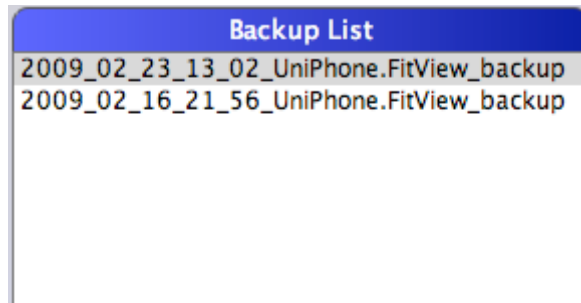 Backup List
2009_02_23_13_02_UniPhone.FitView_backup
2009_02_16_21_56_UniPhone.FitView_backup